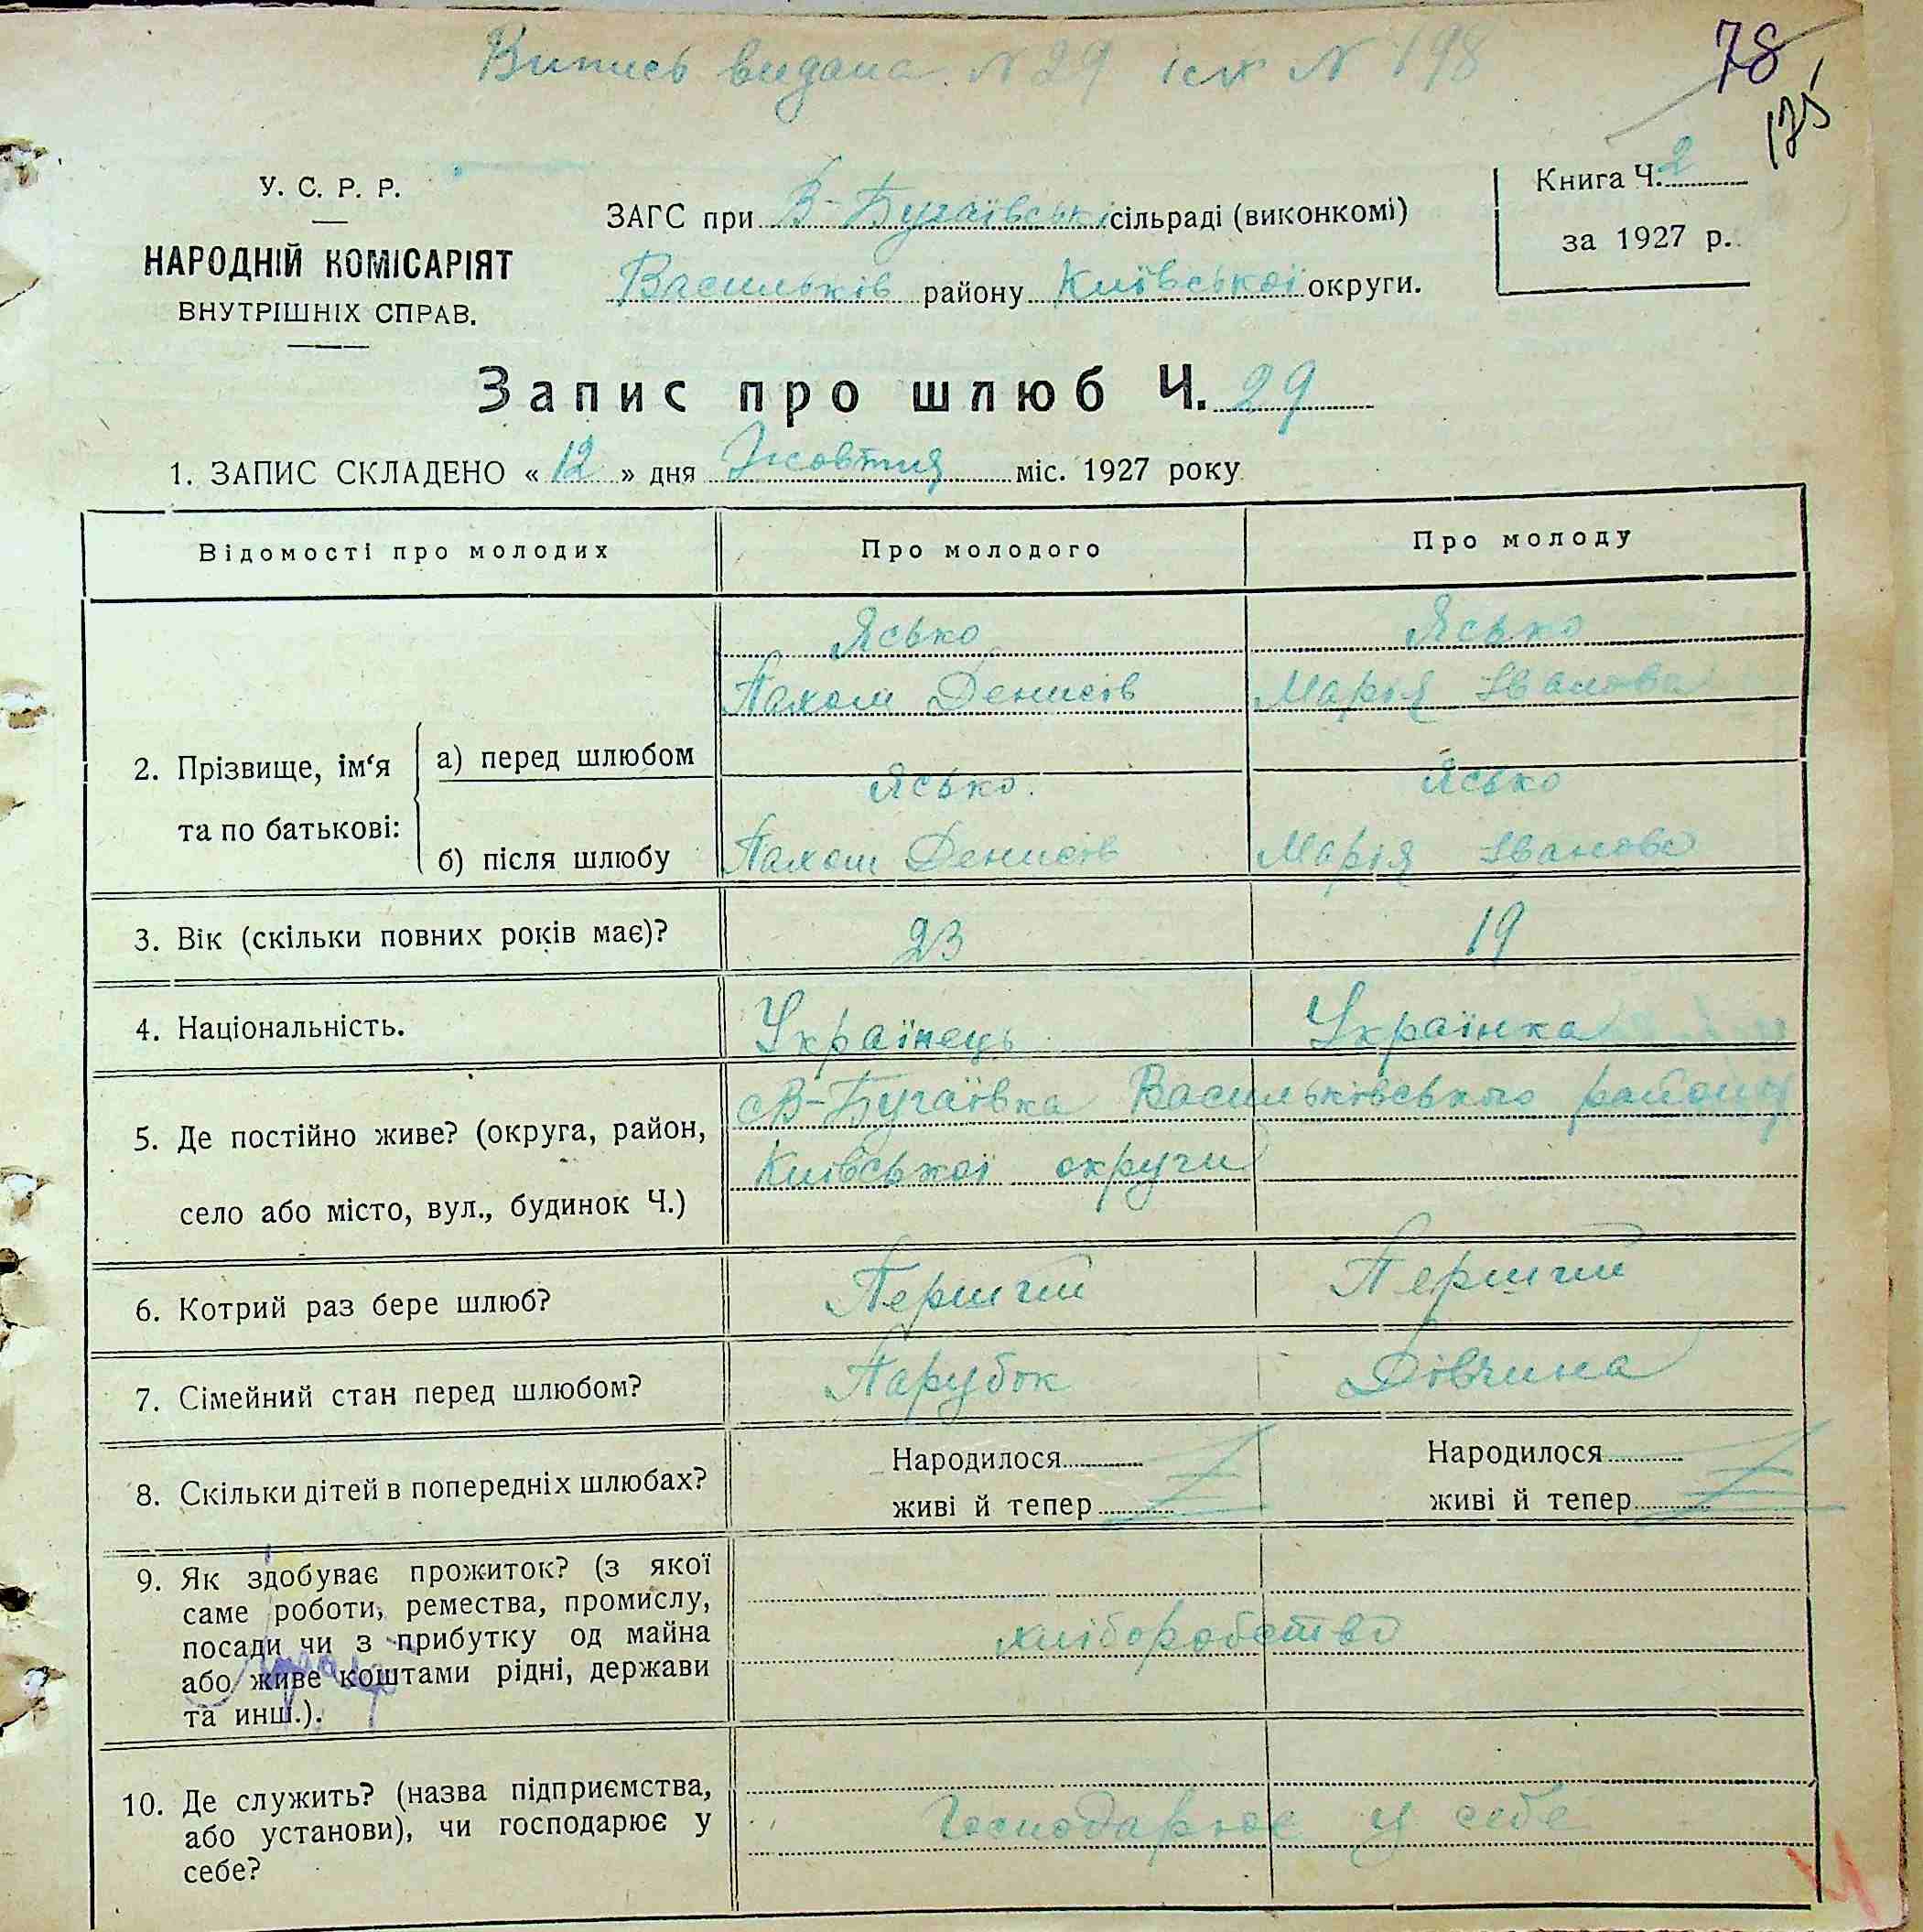 Випись видана N 29 ісх N 198
78
135
У. С. Р. Р.
НАРОДНІЙ КОМІСАРІЯТ
ВНУТРІШНІХ СПРАВ.
ЗАГС при В-Бугаївські сільраді (виконкомі)
Васильків району Київської округи.
Книга Ч. 2
за 1927 р.
Запис про шлюб Ч. 29
1. ЗАПИС СКЛАДЕНО « 12 » дня Жовтня міс. 1927 року
Відомості про молодих Про молодого Про молоду
Ясько Ясько
Пахом Денисів Марія Іванова
2. Прізвище, ім‘я та по батькові:
а) перед шлюбом
Ясько. Ясько
б) після шлюбу Пахом Денисів Марія Іванова
3. Вік (скільки повних років має)? 23 19
4. Національність. Українець Українка
5. Де постійно живе? (округа, район, с В-Бугаївка Васильківського району
село або місто, вул., будинок Ч.) Київської округи
6. Котрий раз бере шлюб? Перший Перший
7. Сімейний стан перед шлюбом? Парубок Дівчина
8. Скільки дітей в попередніх шлюбах?
Народилося Народилося
живі й тепер живі й тепер
9. Як здобуває прожиток? (з якої
саме роботи, ремества, промислу,
посади чи з прибутку од майна хліборобство
або живе коштами рідні, держави
та инш.).
10. Де служить? (назва підприємства,
або установи), чи господарює у Господарює у себе
себе?